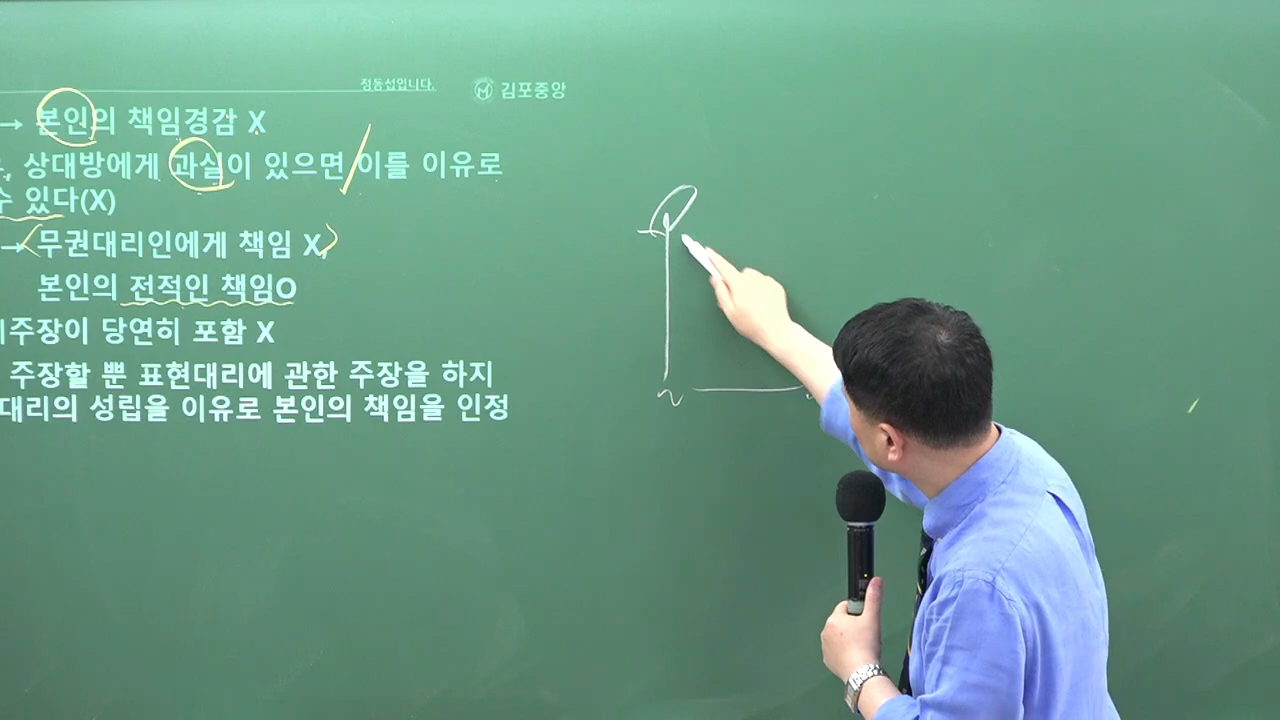 정동섭입니다. 김포중앙
→ 본인의 책임경감 X
, 상대방에게 과실이 있으면 이를 이유로
수 있다(X)
→ 무권대리인에게 책임 X,
본인의 전적인 책임O
주장이 당연히 포함 X
주장할 뿐 표현대리에 관한 주장을 하지
대리의 성립을 이유로 본인의 책임을 인정